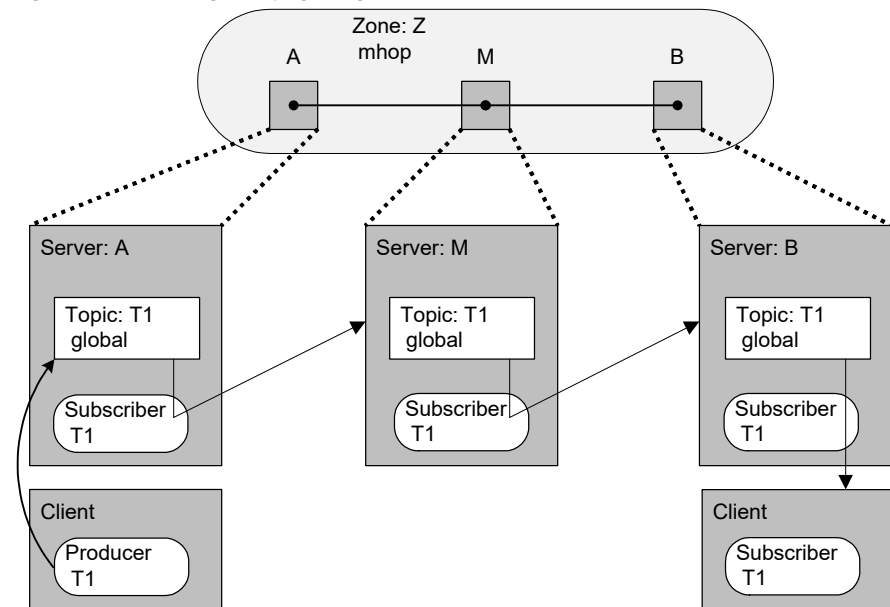 Zone: Z
mhop
A
M
B
Server: A
Server: M
Server: B
Topic: T1
global
Topic: T1
global
Topic: T1
global
Subscriber
T1
Subscriber
T1
Subscriber
T1
Client
Client
Producer
T1
Subscriber
T1